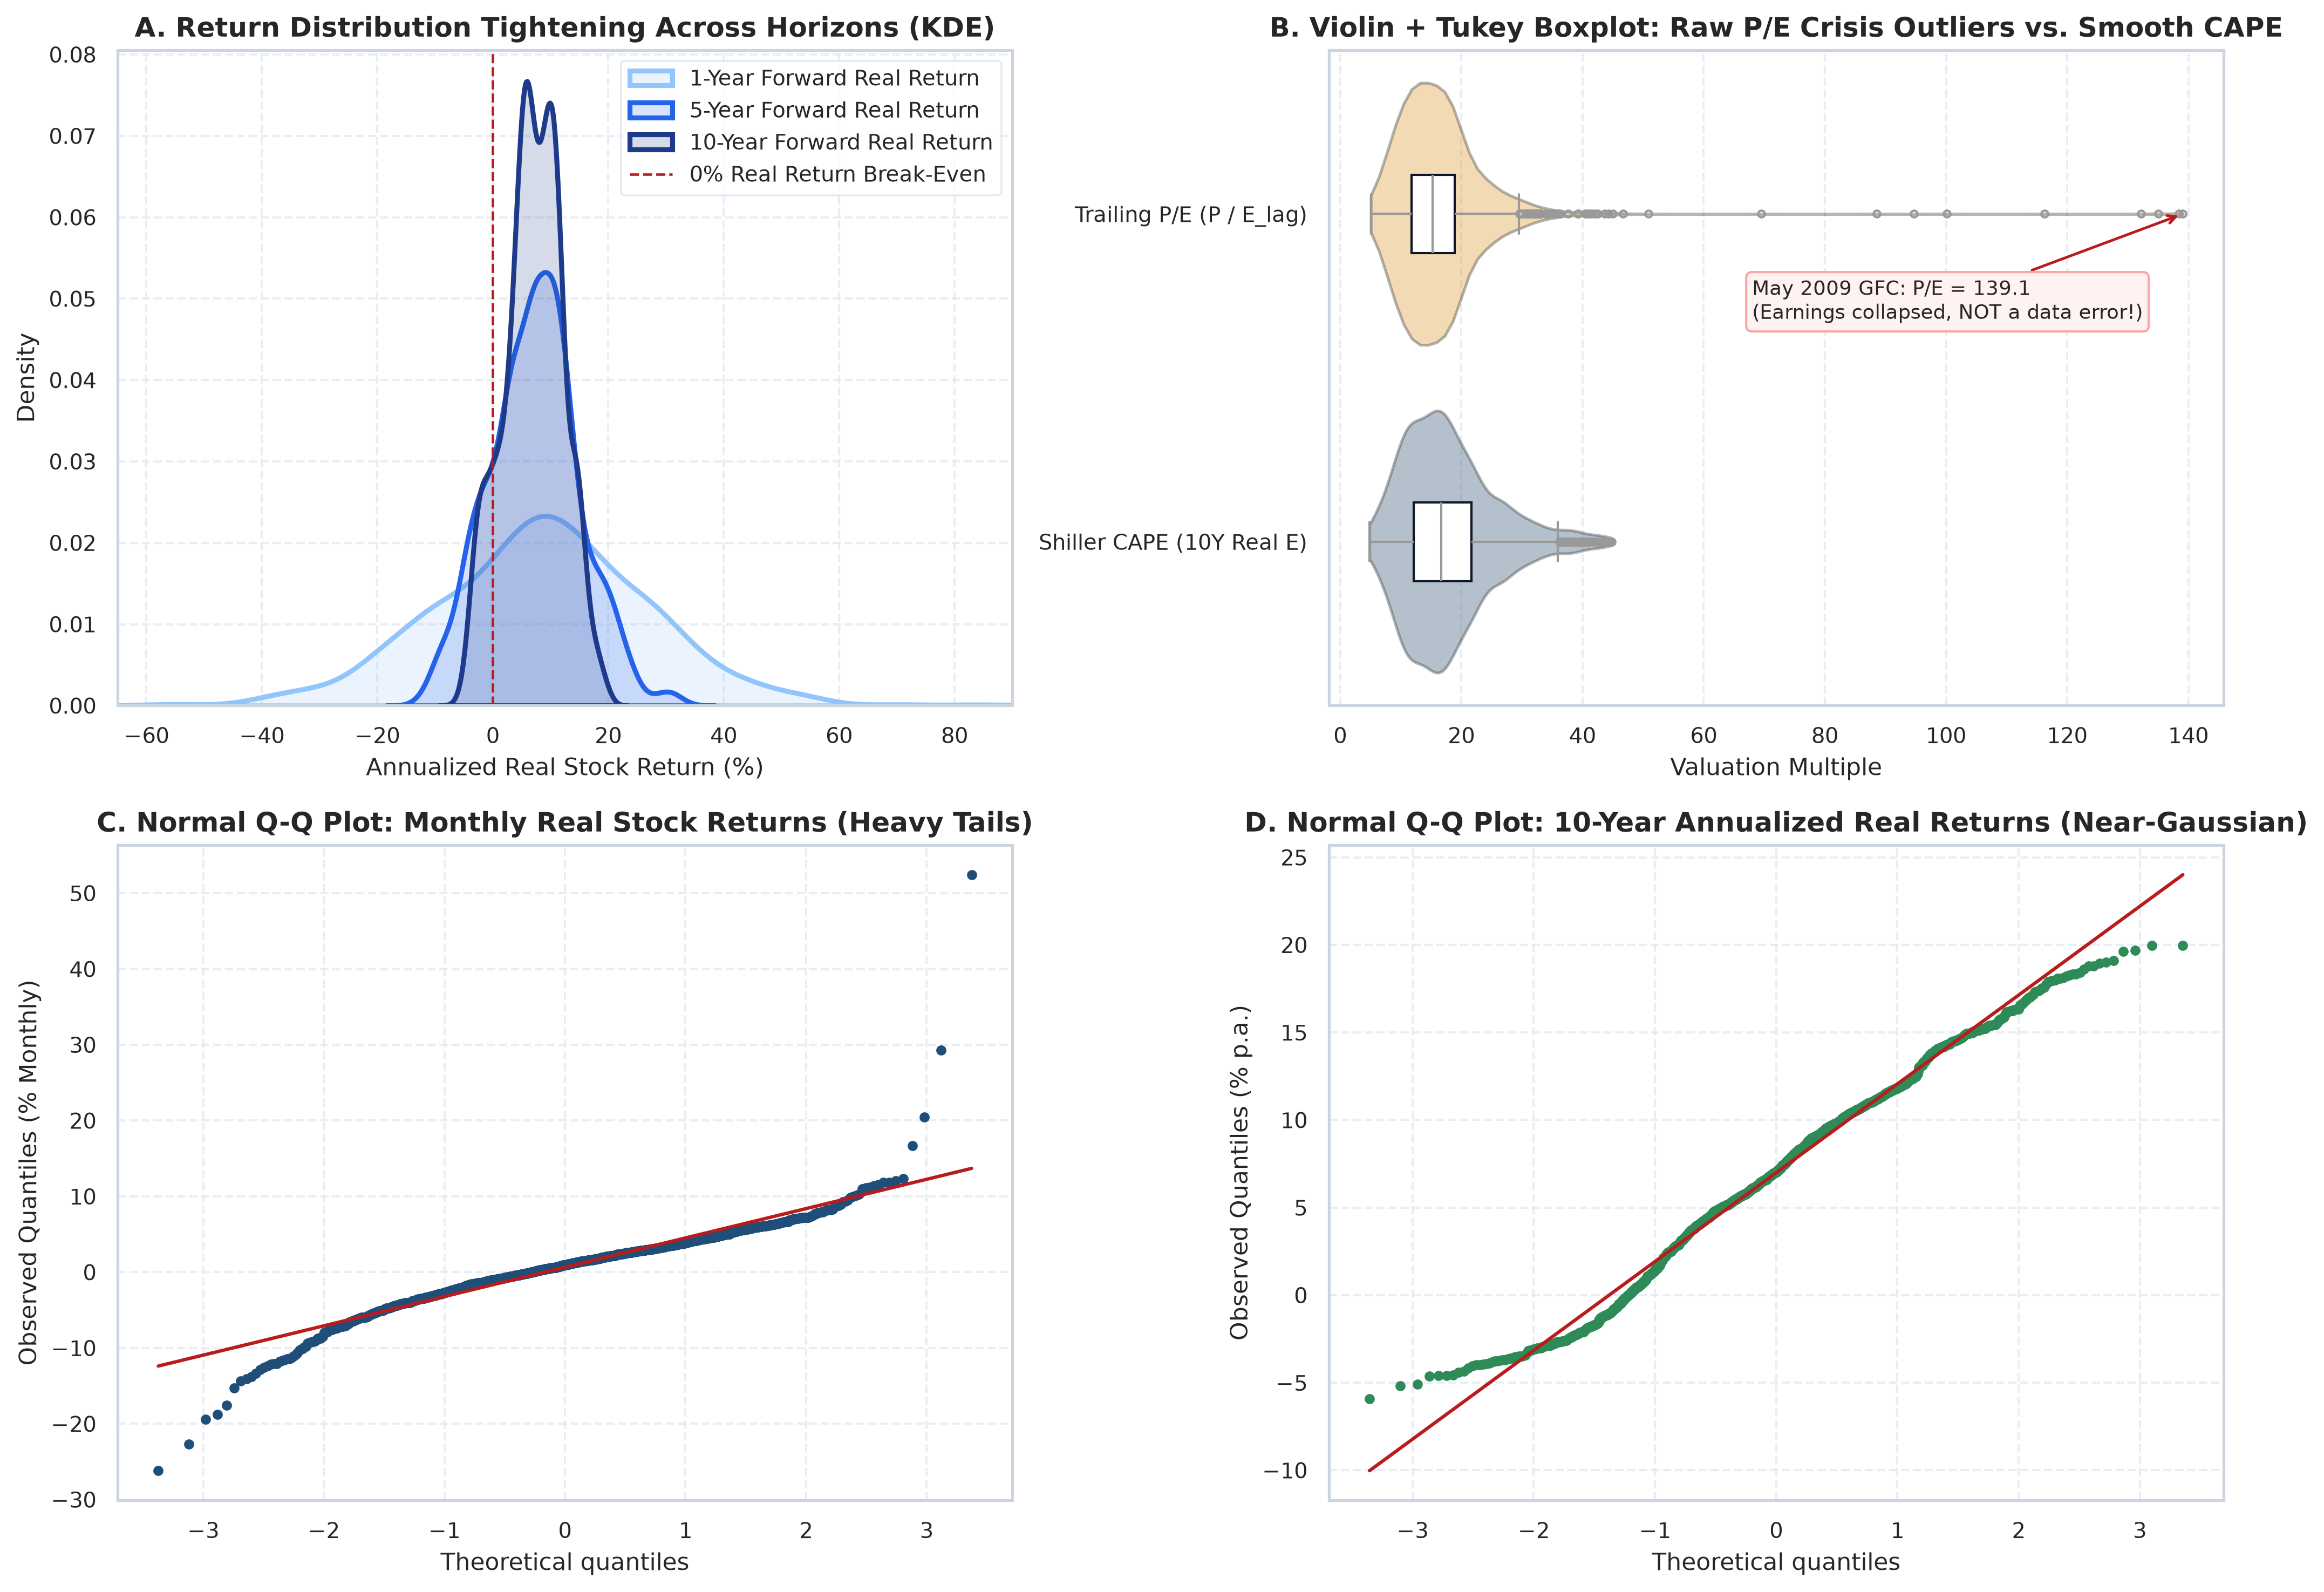 A. Return Distribution Tightening Across Horizons (KDE)
0.08
0.07
0.06
0.05
0.04
0.03
0.02
0.01
0.00
Density
1-Year Forward Real Return
5-Year Forward Real Return
10-Year Forward Real Return
0% Real Return Break-Even
−60
−40
−20
0
20
40
60
80
Annualized Real Stock Return (%)
B. Violin + Tukey Boxplot: Raw P/E Crisis Outliers vs. Smooth CAPE
Trailing P/E (P / E_lag)
Shiller CAPE (10Y Real E)
May 2009 GFC: P/E = 139.1
(Earnings collapsed, NOT a data error!)
0
20
40
60
80
100
120
140
Valuation Multiple
C. Normal Q-Q Plot: Monthly Real Stock Returns (Heavy Tails)
50
40
30
20
10
0
−10
−20
−30
Observed Quantiles (% Monthly)
−3
−2
−1
0
1
2
3
Theoretical quantiles
D. Normal Q-Q Plot: 10-Year Annualized Real Returns (Near-Gaussian)
25
20
15
10
5
0
−5
−10
Observed Quantiles (% p.a.)
−3
−2
−1
0
1
2
3
Theoretical quantiles